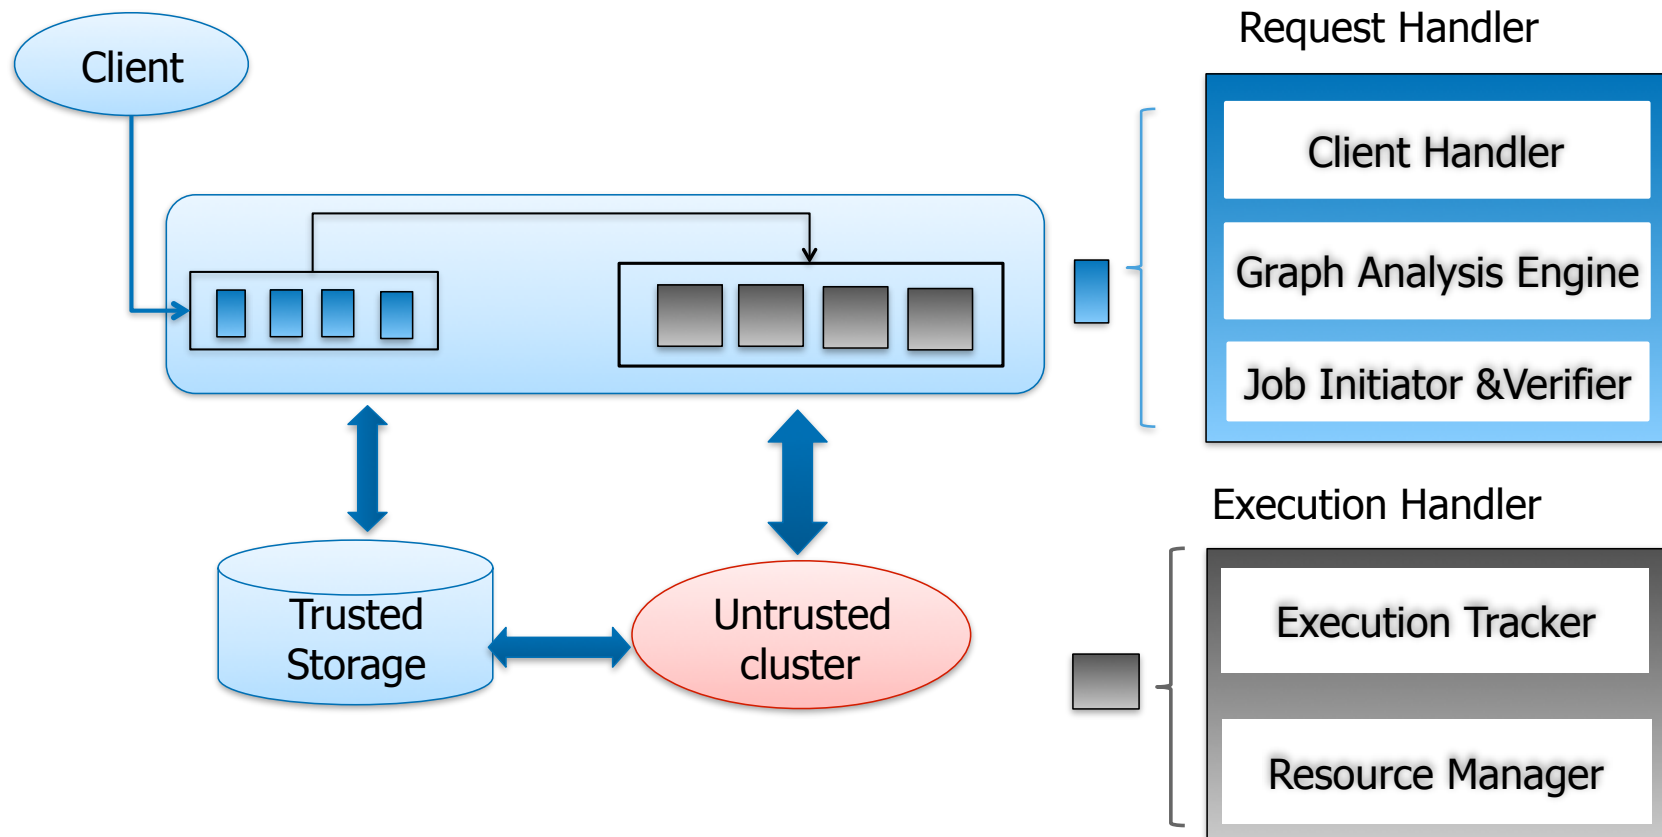 Client
Request Handler
Client Handler
Graph Analysis Engine
Job Initiator &Verifier
Trusted
Storage
Untrusted
cluster
Execution Handler
Execution Tracker
Resource Manager